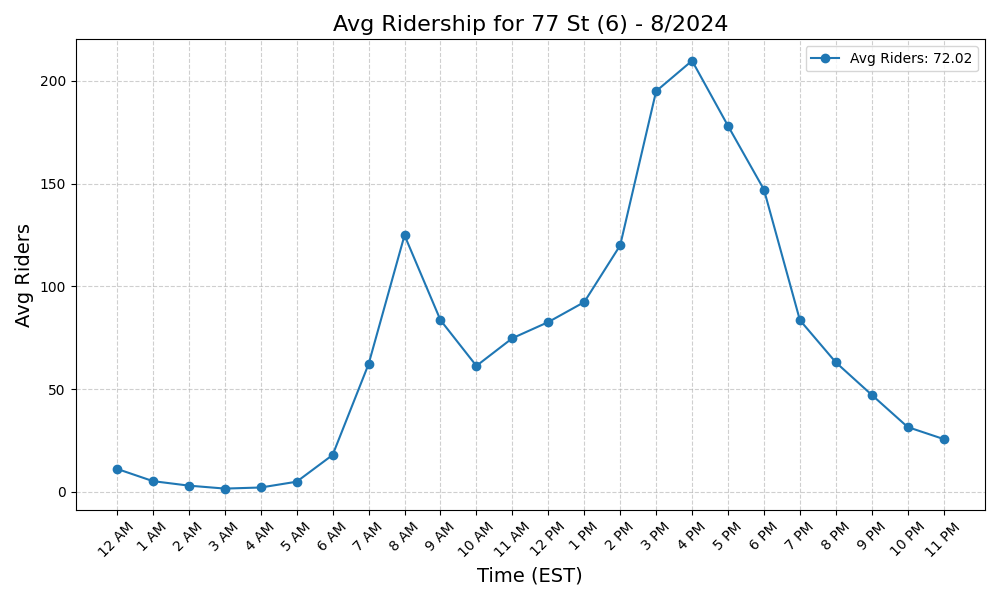 Avg Ridership for 77 St (6) - 8/2024
Avg Riders: 72.02
200
150
100
50
0
Avg Riders
12 AM
1 AM
2 AM
3 AM
4 AM
5 AM
6 AM
7 AM
8 AM
9 AM
10 AM
11 AM
12 PM
1 PM
2 PM
3 PM
4 PM
5 PM
6 PM
7 PM
8 PM
9 PM
10 PM
11 PM
Time (EST)